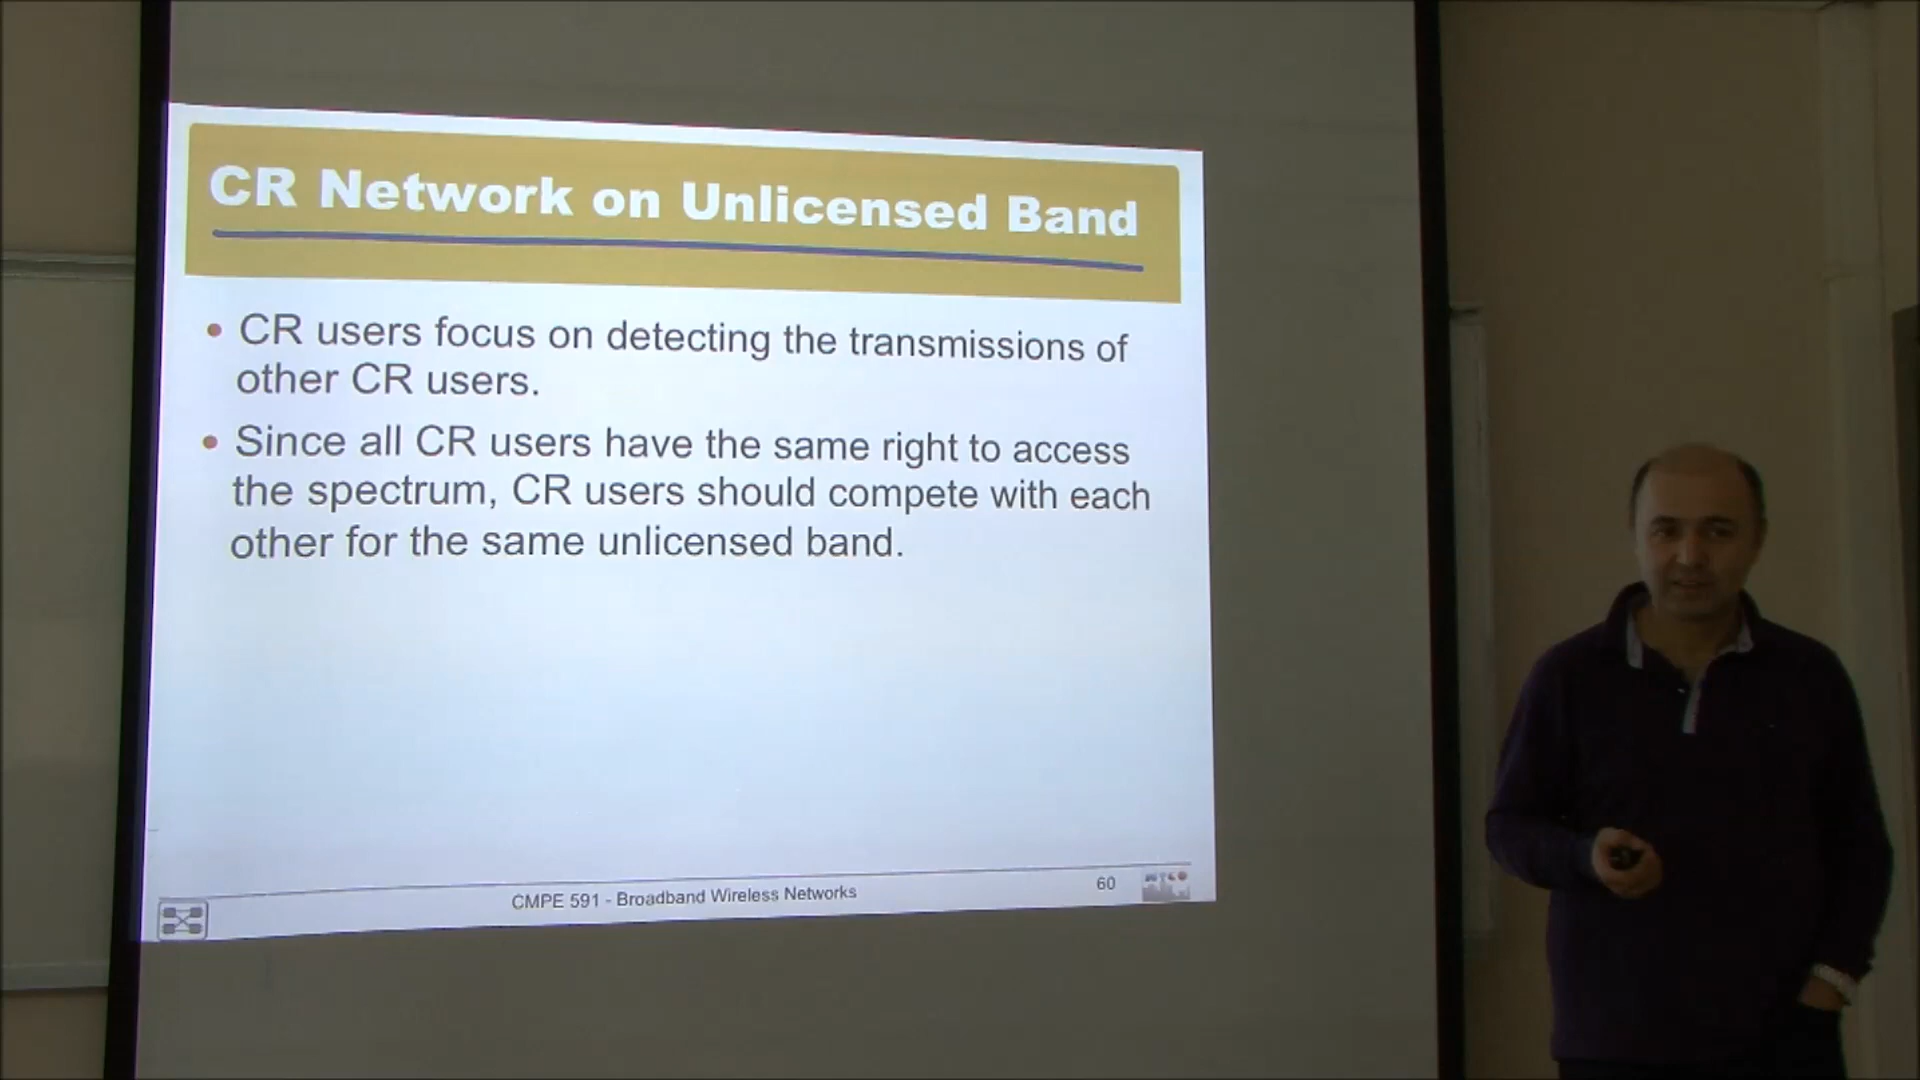 CR Network on Unlicensed Band
• CR users focus on detecting the transmissions of
other CR users.
• Since all CR users have the same right to access
the spectrum, CR users should compete with each
other for the same unlicensed band.
CMPE 591 - Broadband Wireless Networks
60